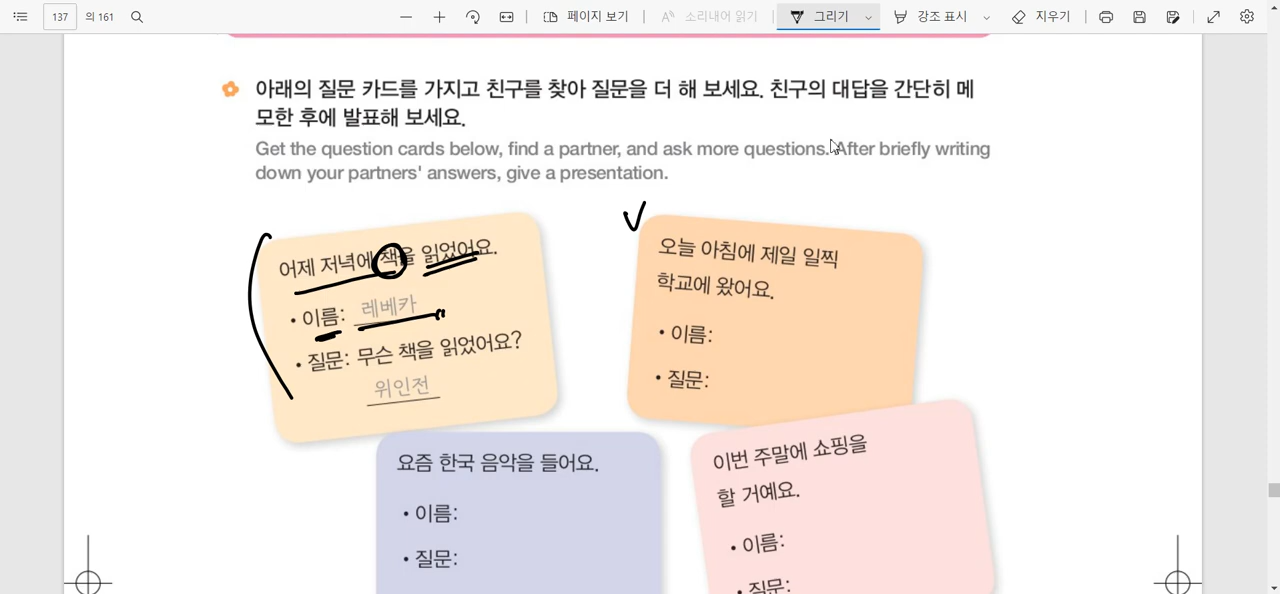 137
의 161
페이지 보기
소리내어 읽기
그리기
강조 표시
지우기
아래의 질문 카드를 가지고 친구를 찾아 질문을 더 해 보세요. 친구의 대답을 간단히 메
모한 후에 발표해 보세요.
Get the question cards below, find a partner, and ask more questions. After briefly writing
down your partners' answers, give a presentation.
어제 저녁에 책을 읽었어요.
• 이름: 레베카
• 질문: 무슨 책을 읽었어요?
위인전
오늘 아침에 제일 일찍
학교에 왔어요.
• 이름:
• 질문:
요즘 한국 음악을 들어요.
• 이름:
• 질문:
이번 주말에 쇼핑을
할 거예요.
• 이름:
• 질문: